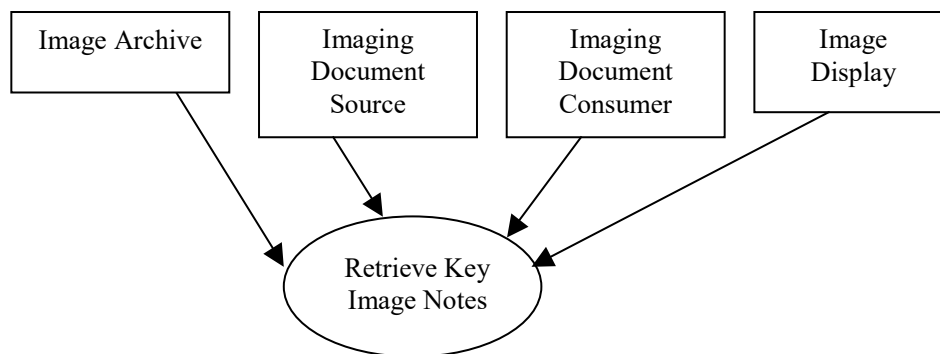 Image Archive
Imaging
Document
Source
Imaging
Document
Consumer
Image
Display
Retrieve Key
Image Notes